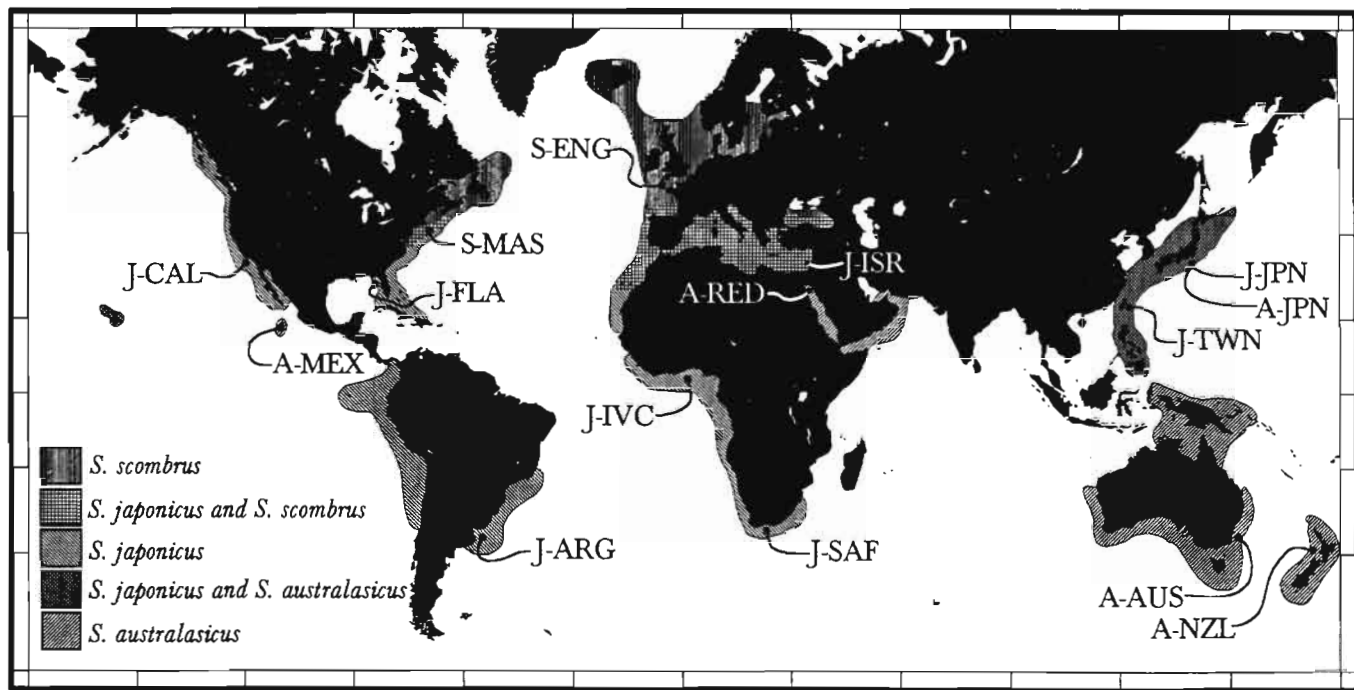 S-ENG
S-MAS
J-CAL
J-FLA
J-ISR
A-RED
J-JPN
A-JPN
J-TWN
A-MEX
J-IVC
S. scombrus
S. japonicus and S. scombrus
S. japonicus
S. japonicus and S. australasicus
S. australasicus
J-ARG
J-SAF
A-AUS
A-NZL